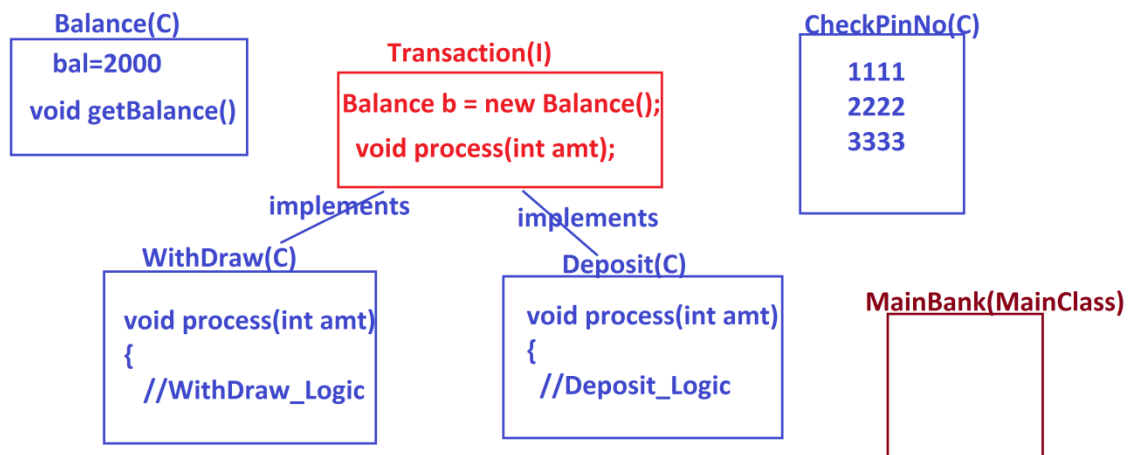 Balance(C)
bal=2000
void getBalance()
Transaction(I)
Balance b = new Balance();
void process(int amt);
CheckPinNo(C)
1111
2222
3333
implements
implements
WithDraw(C)
void process(int amt)
{
//WithDraw_Logic
Deposit(C)
void process(int amt)
{
//Deposit_Logic
MainBank(MainClass)